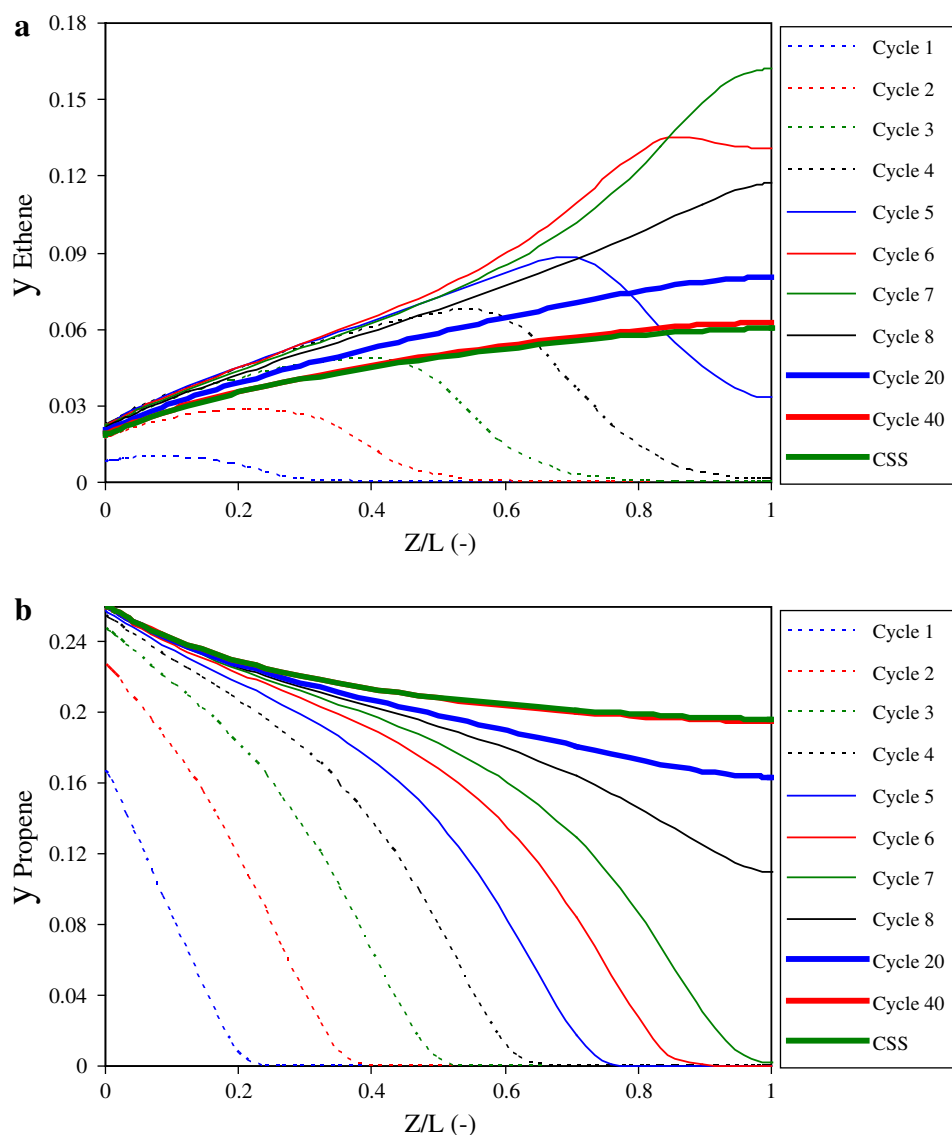 a
0.18
0.15
0.12
0.09
0.06
0.03
0
y Ethene
0
0.2
0.4
0.6
0.8
1
Z/L (-)
Cycle 1
Cycle 2
Cycle 3
Cycle 4
Cycle 5
Cycle 6
Cycle 7
Cycle 8
Cycle 20
Cycle 40
CSS
b
0.24
0.2
0.16
0.12
0.08
0.04
0
y Propene
0
0.2
0.4
0.6
0.8
1
Z/L (-)
Cycle 1
Cycle 2
Cycle 3
Cycle 4
Cycle 5
Cycle 6
Cycle 7
Cycle 8
Cycle 20
Cycle 40
CSS